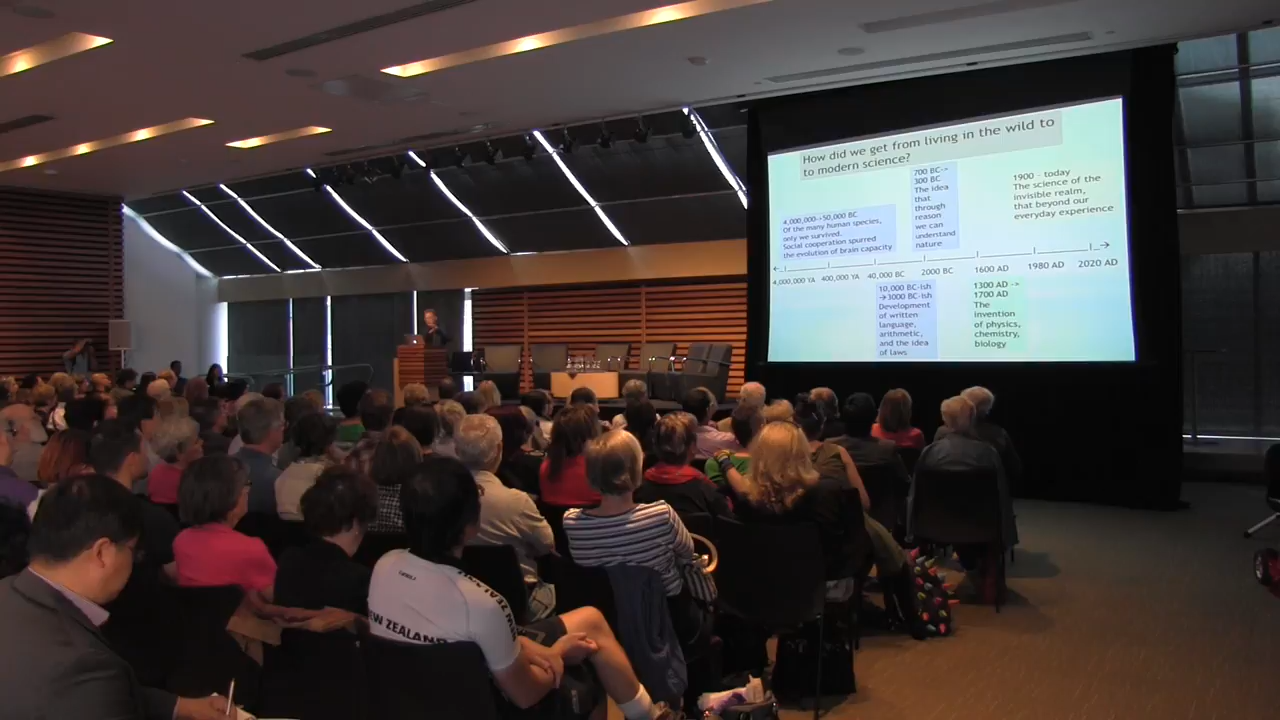 How did we get from living in the wild to
to modern science?
4,000,000→50,000 BC
Of the many human species,
only we survived.
Social cooperation spurred
the evolution of brain capacity
700 BC->
300 BC
The idea
that
through
reason
we can
understand
nature
1900 - today
The science of the
invisible realm,
that beyond our
everyday experience
4,000,000 YA 400,000 YA 40,000 BC 2000 BC 1600 AD 1980 AD 2020 AD
10,000 BC-ish
→3000 BC-ish
Development
of written
language,
arithmetic,
and the idea
of laws
1300 AD ->
1700 AD
The
invention
of physics,
chemistry,
biology
NEW ZEALAND
NEW ZEALAND